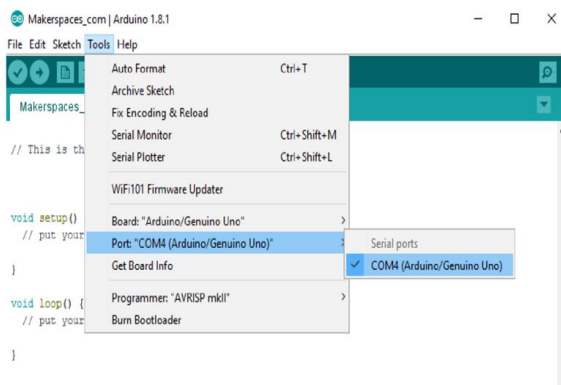 Makerspaces_com | Arduino 1.8.1
File Edit Sketch Tools Help
Makerspaces_
Auto Format Ctrl+T
Archive Sketch
Fix Encoding & Reload
Serial Monitor Ctrl+Shift+M
Serial Plotter Ctrl+Shift+L
WiFi101 Firmware Updater
Board: "Arduino/Genuino Uno"
Port: "COM4 (Arduino/Genuino Uno)"
Get Board Info
Programmer: "AVRISP mkII"
Burn Bootloader
Serial ports
COM4 (Arduino/Genuino Uno)
// This is th
void setup()
// put your
}
void loop() {
// put your
}